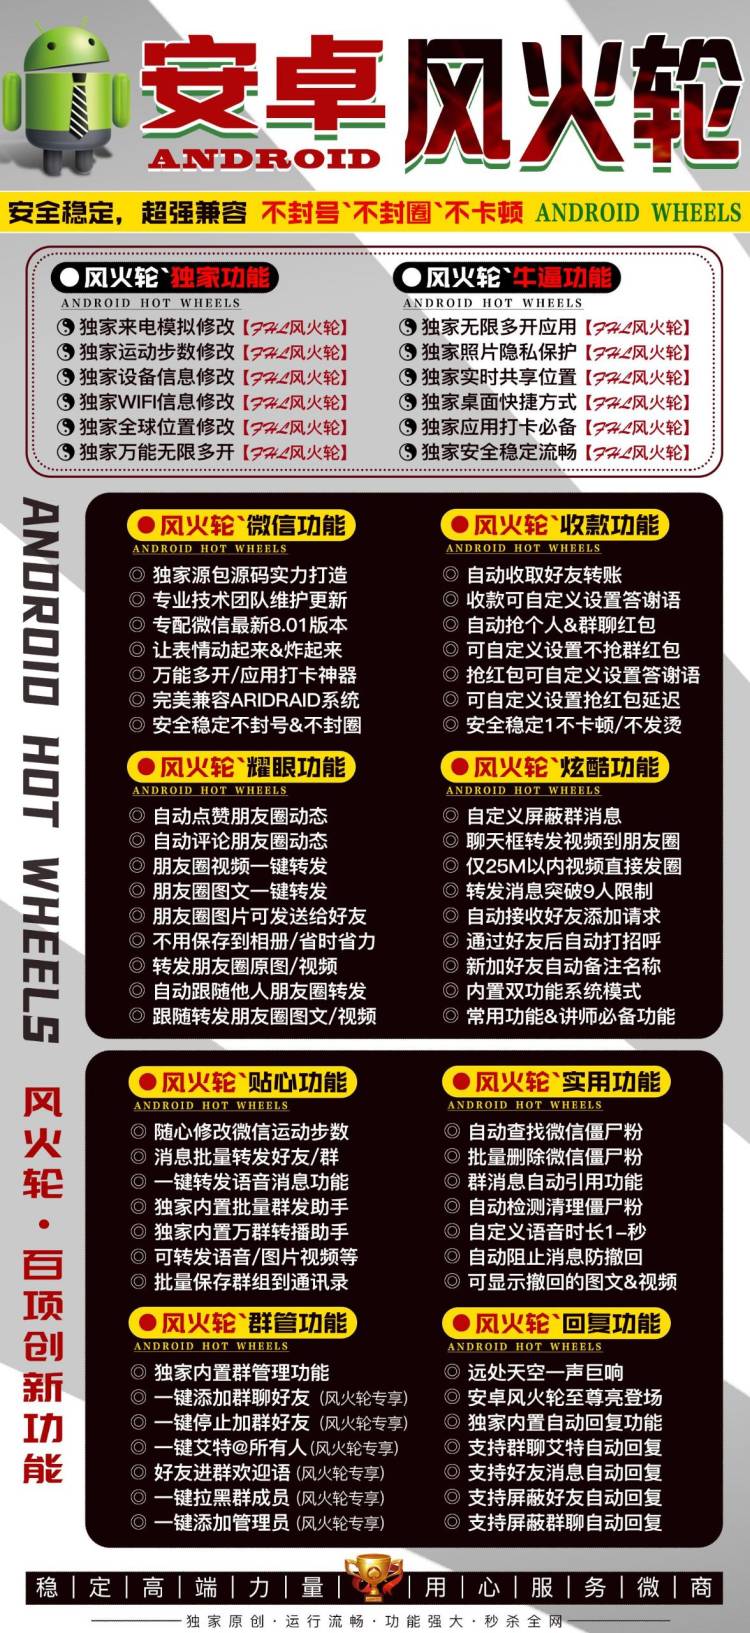 安卓风火轮
ANDROID
安全稳定，超强兼容 不封号`不封圈`不卡顿 ANDROID WHEELS
风火轮`独家功能
ANDROID HOT WHEELS
独家来电模拟修改【FHL风火轮】
独家运动步数修改【FHL风火轮】
独家设备信息修改【FHL风火轮】
独家WIFI信息修改【FHL风火轮】
独家全球位置修改【FHL风火轮】
独家万能无限多开【FHL风火轮】
风火轮`牛逼功能
ANDROID HOT WHEELS
独家无限多开应用【FHL风火轮】
独家照片隐私保护【FHL风火轮】
独家实时共享位置【FHL风火轮】
独家桌面快捷方式【FHL风火轮】
独家应用打卡必备【FHL风火轮】
独家安全稳定流畅【FHL风火轮】
ANDROID HOT WHEELS
风火轮·百项创新功能
风火轮`微信功能
ANDROID HOT WHEELS
◎ 独家源包源码实力打造
◎ 专业技术团队维护更新
◎ 专配微信最新8.01版本
◎ 让表情动起来&炸起来
◎ 万能多开/应用打卡神器
◎ 完美兼容ARIDRAID系统
◎ 安全稳定不封号&不封圈
风火轮`收款功能
ANDROID HOT WHEELS
◎ 自动收取好友转账
◎ 收款可自定义设置答谢语
◎ 自动抢个人&群聊红包
◎ 可自定义设置不抢群红包
◎ 抢红包可自定义设置答谢语
◎ 可自定义设置抢红包延迟
◎ 安全稳定1不卡顿/不发烫
风火轮`耀眼功能
ANDROID HOT WHEELS
◎ 自动点赞朋友圈动态
◎ 自动评论朋友圈动态
◎ 朋友圈视频一键转发
◎ 朋友圈图文一键转发
◎ 朋友圈图片可发送给好友
◎ 不用保存到相册/省时省力
◎ 转发朋友圈原图/视频
◎ 自动跟随他人朋友圈转发
◎ 跟随转发朋友圈图文/视频
风火轮`炫酷功能
ANDROID HOT WHEELS
◎ 自定义屏蔽群消息
◎ 聊天框转发视频到朋友圈
◎ 仅25M以内视频直接发圈
◎ 转发消息突破9人限制
◎ 自动接收好友添加请求
◎ 通过好友后自动打招呼
◎ 新加好友自动备注名称
◎ 内置双功能系统模式
◎ 常用功能&讲师必备功能
风火轮`贴心功能
ANDROID HOT WHEELS
◎ 随心修改微信运动步数
◎ 消息批量转发好友/群
◎ 一键转发语音消息功能
◎ 独家内置批量群发助手
◎ 独家内置万群转播助手
◎ 可转发语音/图片视频等
◎ 批量保存群组到通讯录
风火轮`实用功能
ANDROID HOT WHEELS
◎ 自动查找微信僵尸粉
◎ 批量删除微信僵尸粉
◎ 群消息自动引用功能
◎ 自动检测清理僵尸粉
◎ 自定义语音时长1-秒
◎ 自动阻止消息防撤回
◎ 可显示撤回的图文&视频
风火轮`群管功能
ANDROID HOT WHEELS
◎ 独家内置群管理功能
◎ 一键添加群聊好友 (风火轮专享)
◎ 一键停止加群好友 (风火轮专享)
◎ 一键艾特@所有人 (风火轮专享)
◎ 好友进群欢迎语 (风火轮专享)
◎ 一键拉黑群成员 (风火轮专享)
◎ 一键添加管理员 (风火轮专享)
风火轮`回复功能
ANDROID HOT WHEELS
◎ 远处天空一声巨响
◎ 安卓风火轮至尊亮登场
◎ 独家内置自动回复功能
◎ 支持群聊艾特自动回复
◎ 支持好友消息自动回复
◎ 支持屏蔽好友自动回复
◎ 支持屏蔽群聊自动回复
稳|定|高|端|力|量|用|心|服|务|微|商
独家原创·运行流畅·功能强大·秒杀全网